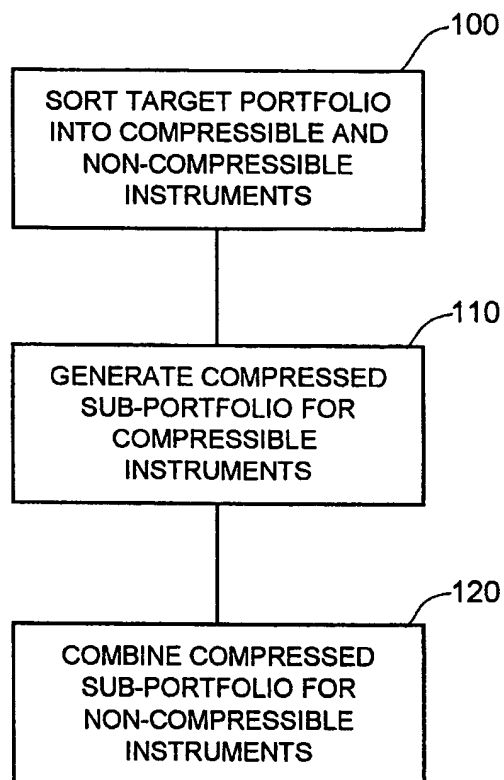 100
SORT TARGET PORTFOLIO
INTO COMPRESSIBLE AND
NON-COMPRESSIBLE
INSTRUMENTS
110
GENERATE COMPRESSED
SUB-PORTFOLIO FOR
COMPRESSIBLE
INSTRUMENTS
120
COMBINE COMPRESSED
SUB-PORTFOLIO FOR
NON-COMPRESSIBLE
INSTRUMENTS